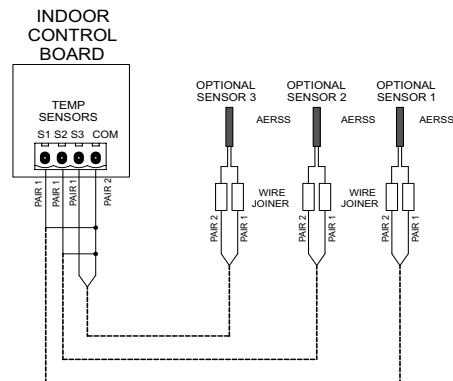 INDOOR
CONTROL
BOARD
TEMP
SENSORS
S1 S2 S3 COM
PAIR 1
PAIR 1
PAIR 1
PAIR 2
OPTIONAL
SENSOR 3
OPTIONAL
SENSOR 2
OPTIONAL
SENSOR 1
AERSS
AERSS
AERSS
WIRE
JOINER
WIRE
JOINER
PAIR 2
PAIR 1
PAIR 2
PAIR 1
PAIR 2
PAIR 1